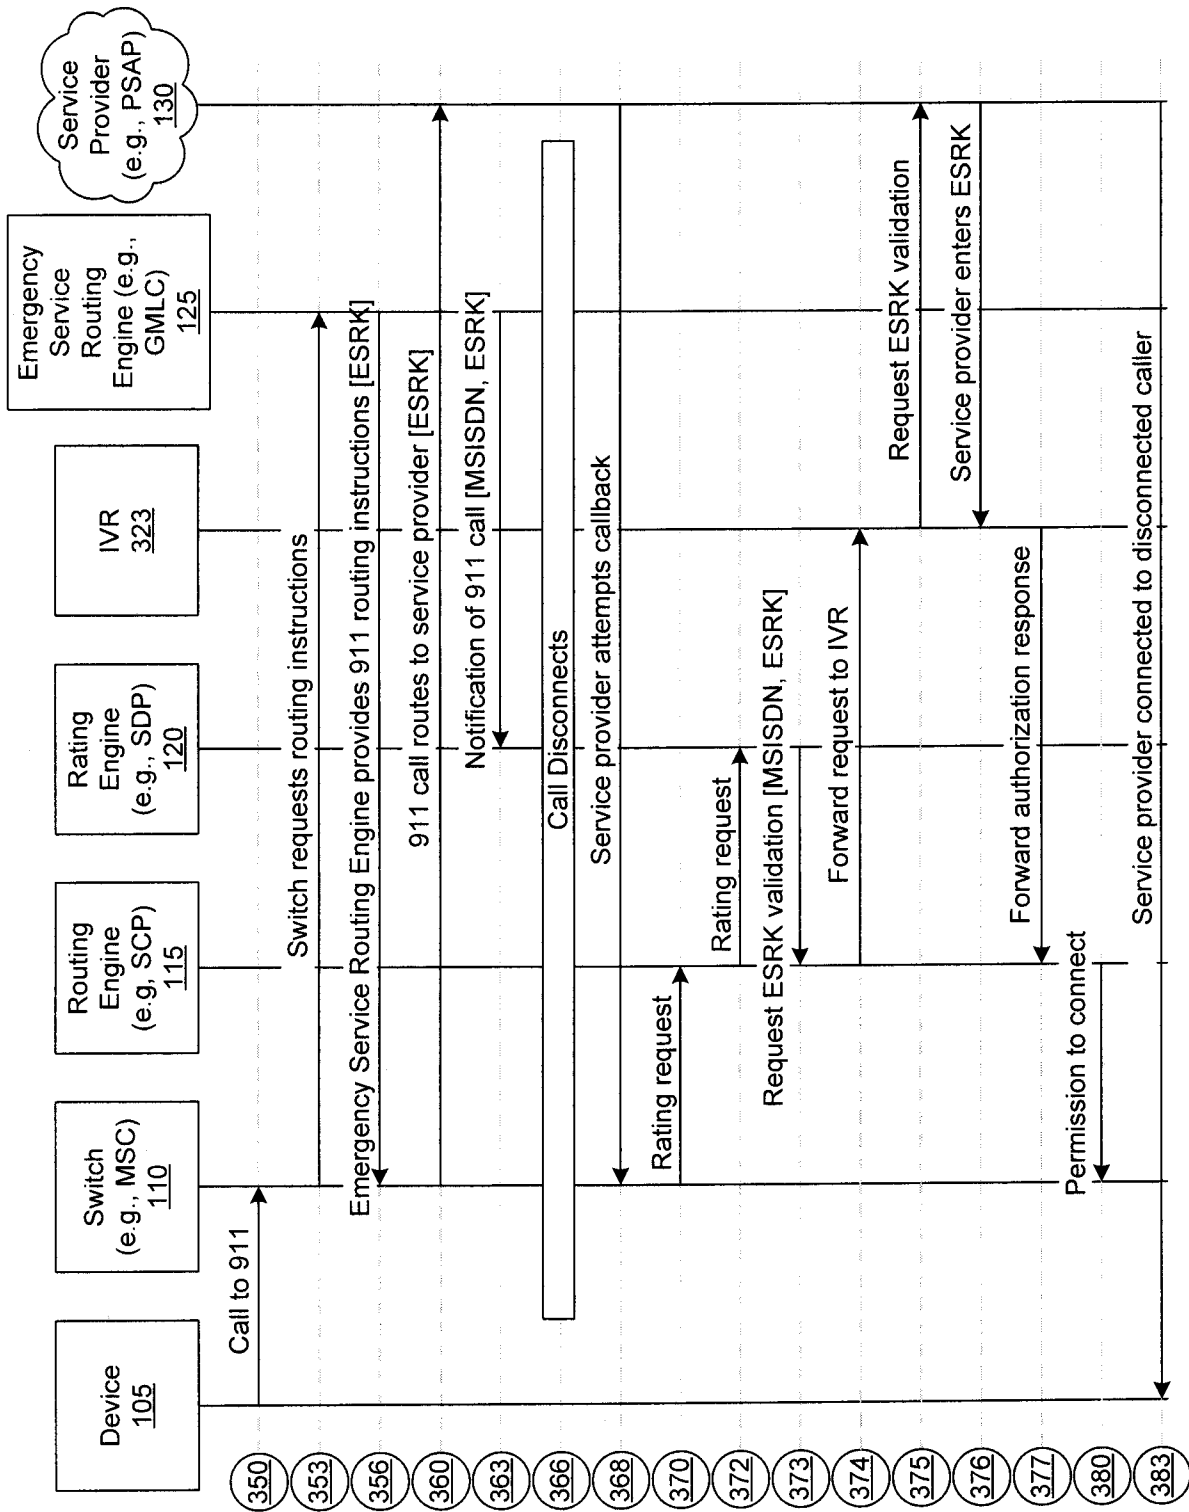 Device
105
Switch
(e.g., MSC)
110
Routing
Engine
(e.g, SCP)
115
Rating
Engine
(e.g., SDP)
120
IVR
323
Emergency
Service
Routing
Engine (e.g.,
GMLC)
125
Service
Provider
(e.g., PSAP)
130
350
Call to 911
353
Switch requests routing instructions
356
Emergency Service Routing Engine provides 911 routing instructions [ESRK]
360
911 call routes to service provider [ESRK]
363
Notification of 911 call [MSISDN, ESRK]
366
Call Disconnects
368
Service provider attempts callback
370
Rating request
372
Rating request
373
Request ESRK validation [MSISDN, ESRK]
374
Forward request to IVR
375
Request ESRK validation
376
Service provider enters ESRK
377
Forward authorization response
380
Permission to connect
383
Service provider connected to disconnected caller